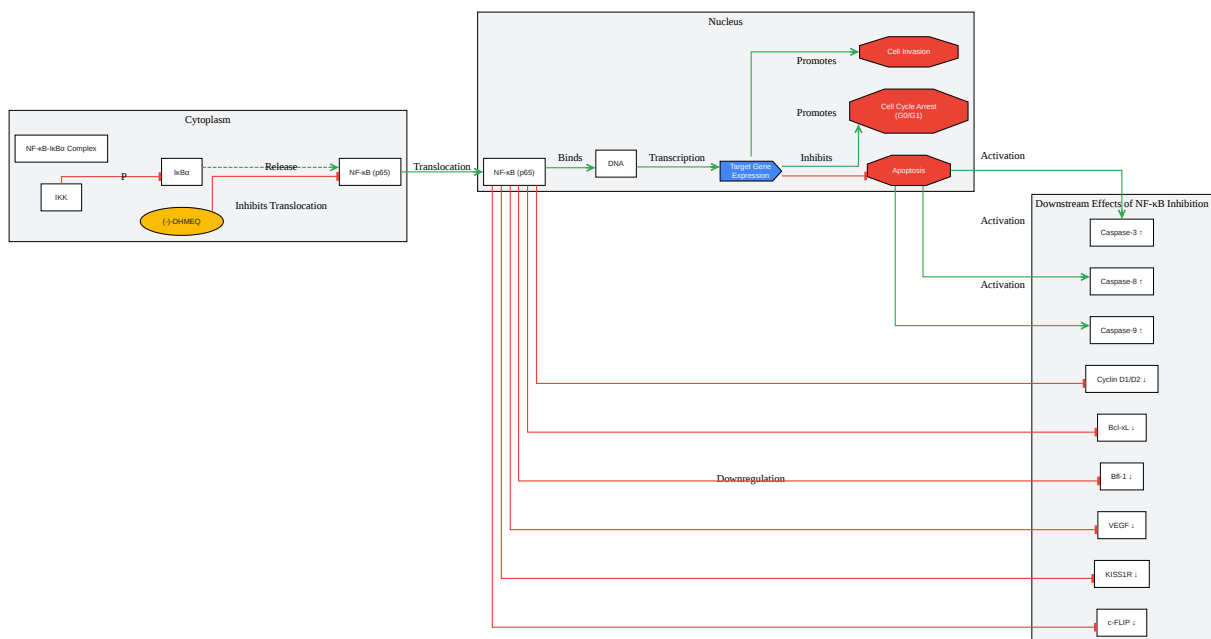 Nucleus
Cell Invasion
Promotes
Cell Cycle Arrest
(G0/G1)
Promotes
Cytoplasm
NF-κB-IκBα Complex
IκBα
Release
NF-κB (p65)
P
IKK
(-)-DHMEQ
Inhibits Translocation
Translocation
NF-κB (p65)
Binds
DNA
Transcription
Target Gene
Expression
Inhibits
Apoptosis
Activation
Activation
Activation
Downstream Effects of NF-κB Inhibition
Caspase-3 ↑
Caspase-8 ↑
Caspase-9 ↑
Cyclin D1/D2 ↓
Bcl-xL ↓
Downregulation
Bfl-1 ↓
VEGF ↓
KISS1R ↓
c-FLIP ↓